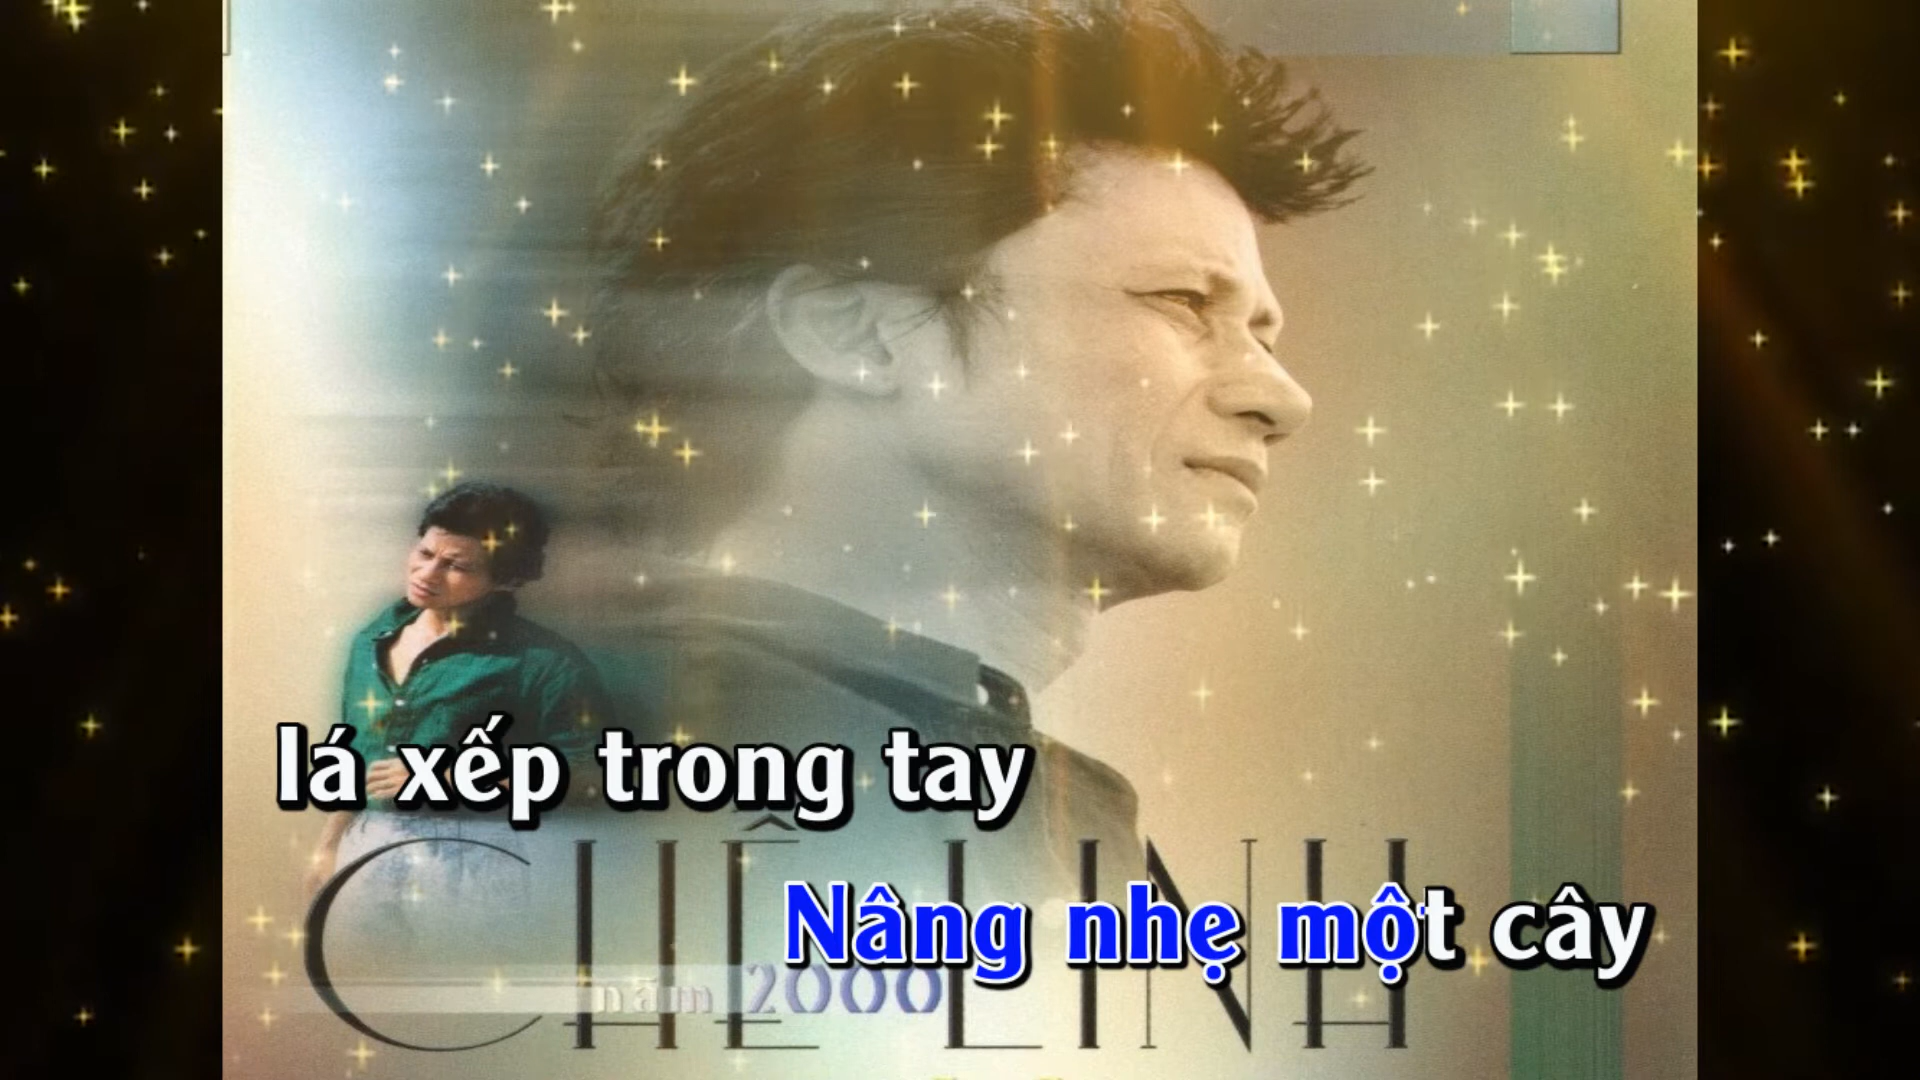 lá xếp trong tay
Nâng nhẹ một cây
CHẾ LINH
năm 2000